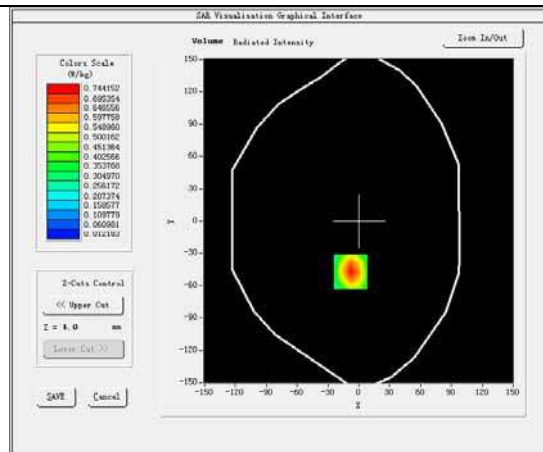 SAR Visualisation Graphical Interface
Volume Radiated Intensity
Zoom In/Out
Colors Scale
(W/kg)
0.744152
0.695354
0.646556
0.597758
0.548960
0.500162
0.451364
0.402566
0.353768
0.304970
0.256172
0.207374
0.158577
0.109779
0.060981
0.012183
150
120
90
60
30
0
-30
-60
-90
-120
-150
Y
-150 -120 -90 -60 -30 0 30 60 90 120 150
X
Z-Cuts Control
<< Upper Cut
Z = 4.0 mm
Lower Cut >>
SAVE Cancel